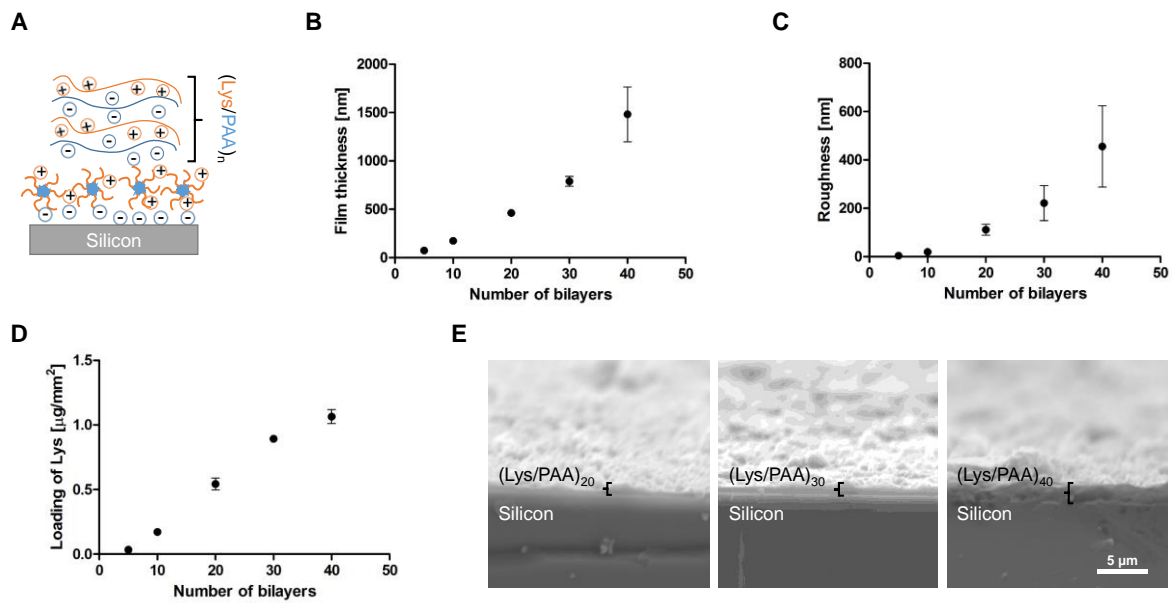 A
+ + + +
- - - -
+ + + +
- - - -
(Lys/PAA)n
+ + + + + +
- - - - - - -
Silicon
B
Film thickness [nm]
2000
1500
1000
500
0
0 10 20 30 40 50
Number of bilayers
C
Roughness [nm]
800
600
400
200
0
0 10 20 30 40 50
Number of bilayers
D
Loading of Lys [µg/mm²]
1.5
1.0
0.5
0.0
0 10 20 30 40 50
Number of bilayers
E
(Lys/PAA)20
Silicon
(Lys/PAA)30
Silicon
(Lys/PAA)40
Silicon
5 µm